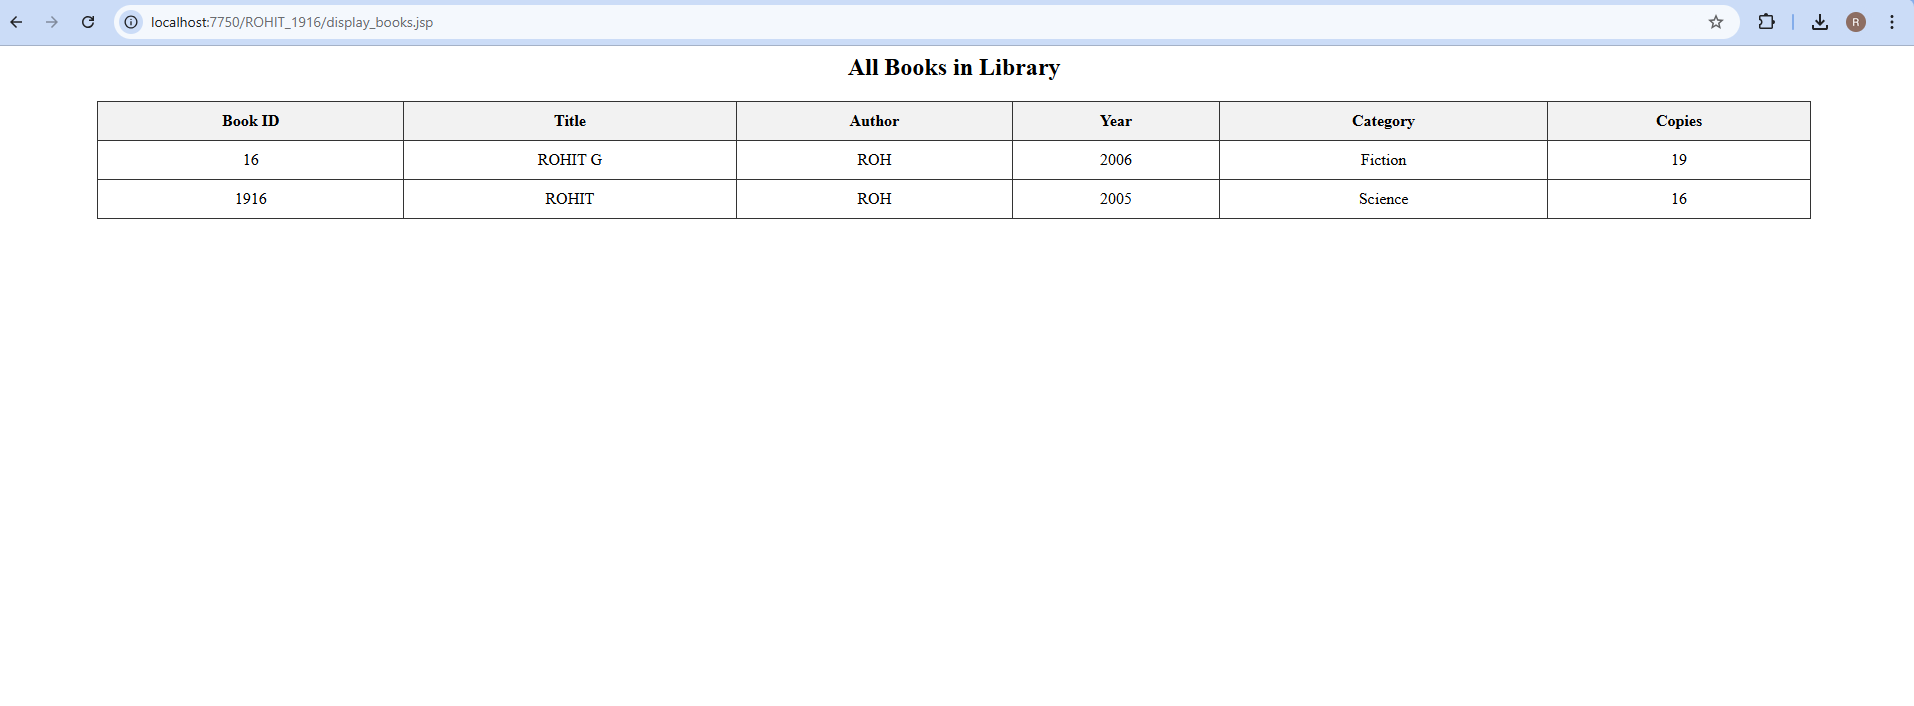 localhost:7750/ROHIT_1916/display_books.jsp
R
All Books in Library
Book ID Title Author Year Category Copies
16 ROHIT G ROH 2006 Fiction 19
1916 ROHIT ROH 2005 Science 16